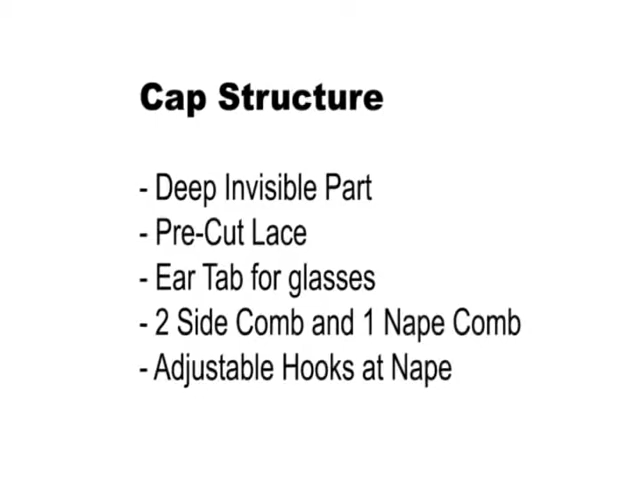 Cap Structure
- Deep Invisible Part
- Pre-Cut Lace
- Ear Tab for glasses
- 2 Side Comb and 1 Nape Comb
- Adjustable Hooks at Nape